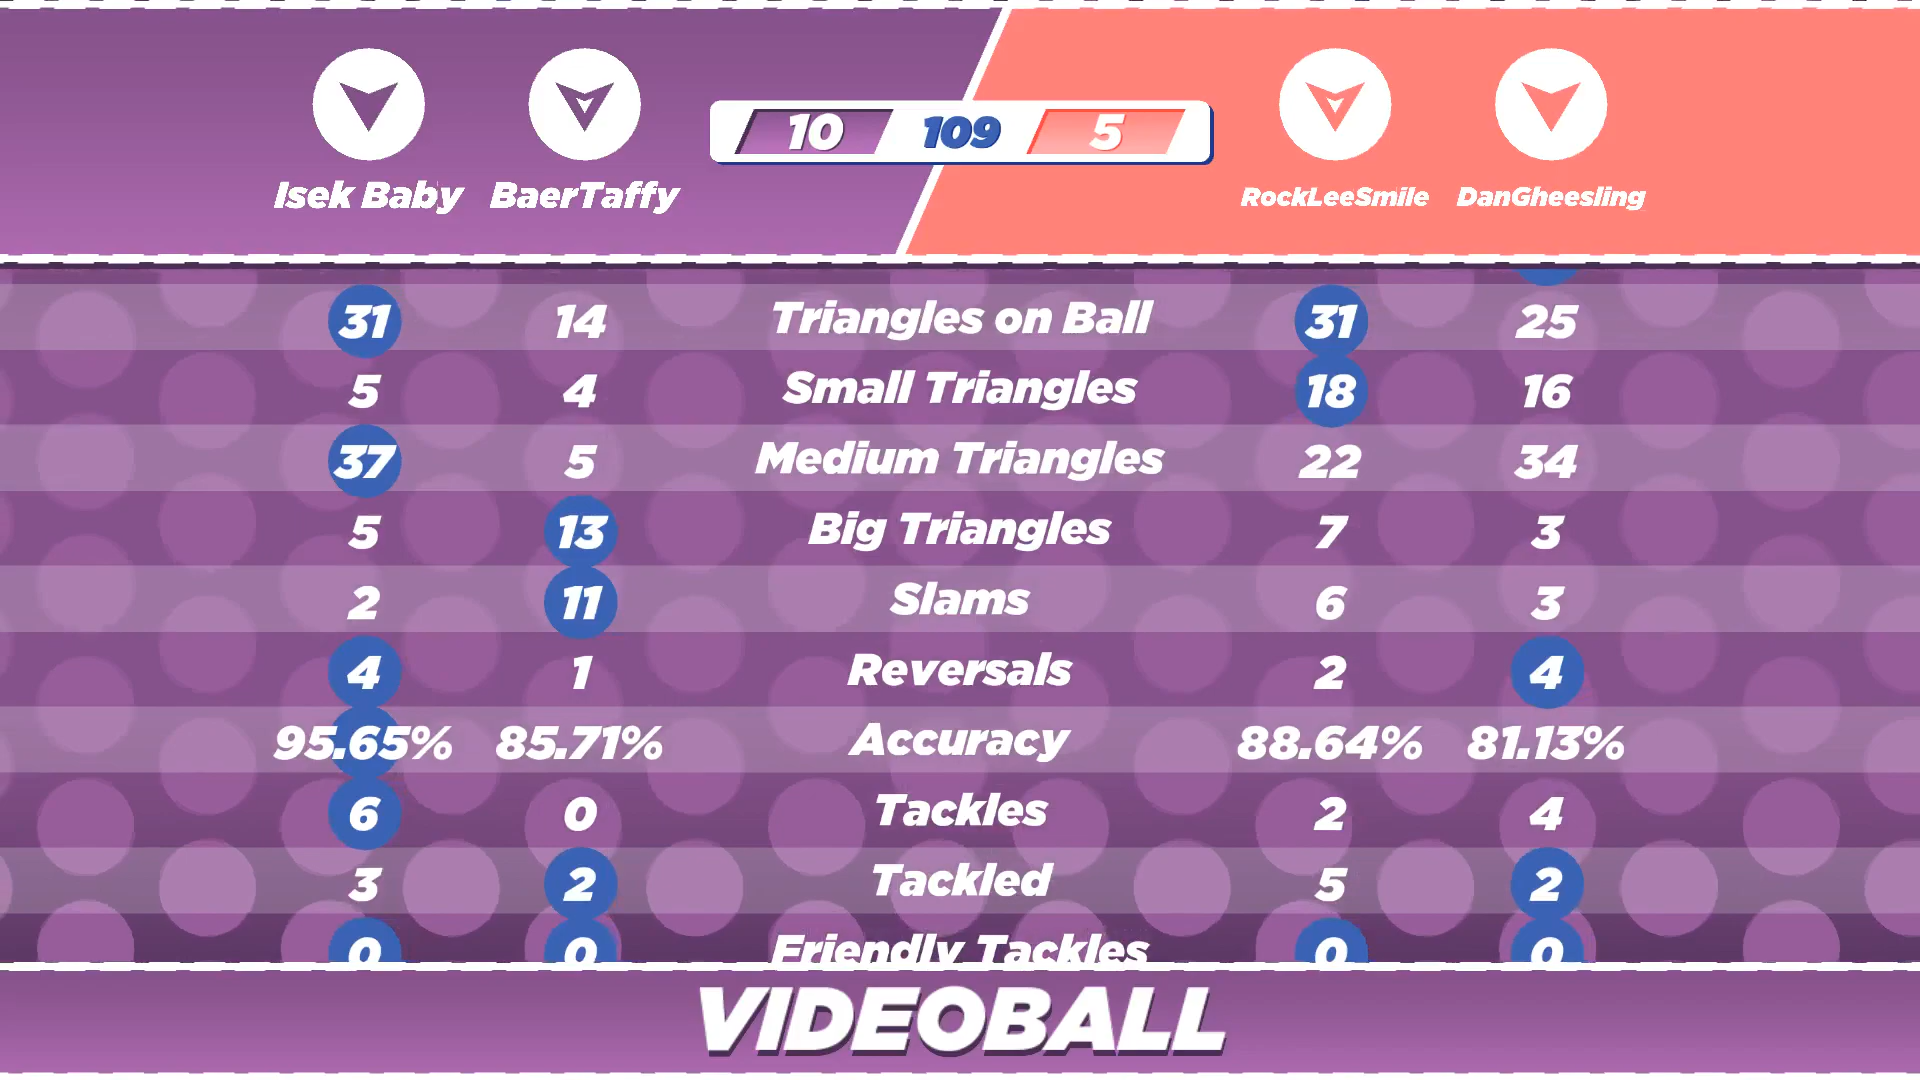 10 109 5
Isek Baby BaerTaffy RockLeeSmile DanGheesling
31 14 Triangles on Ball 31 25
5 4 Small Triangles 18 16
37 5 Medium Triangles 22 34
5 13 Big Triangles 7 3
2 11 Slams 6 3
4 1 Reversals 2 4
95.65% 85.71% Accuracy 88.64% 81.13%
6 0 Tackles 2 4
3 2 Tackled 5 2
0 0 Friendly Tackles 0 0
VIDEOBALL